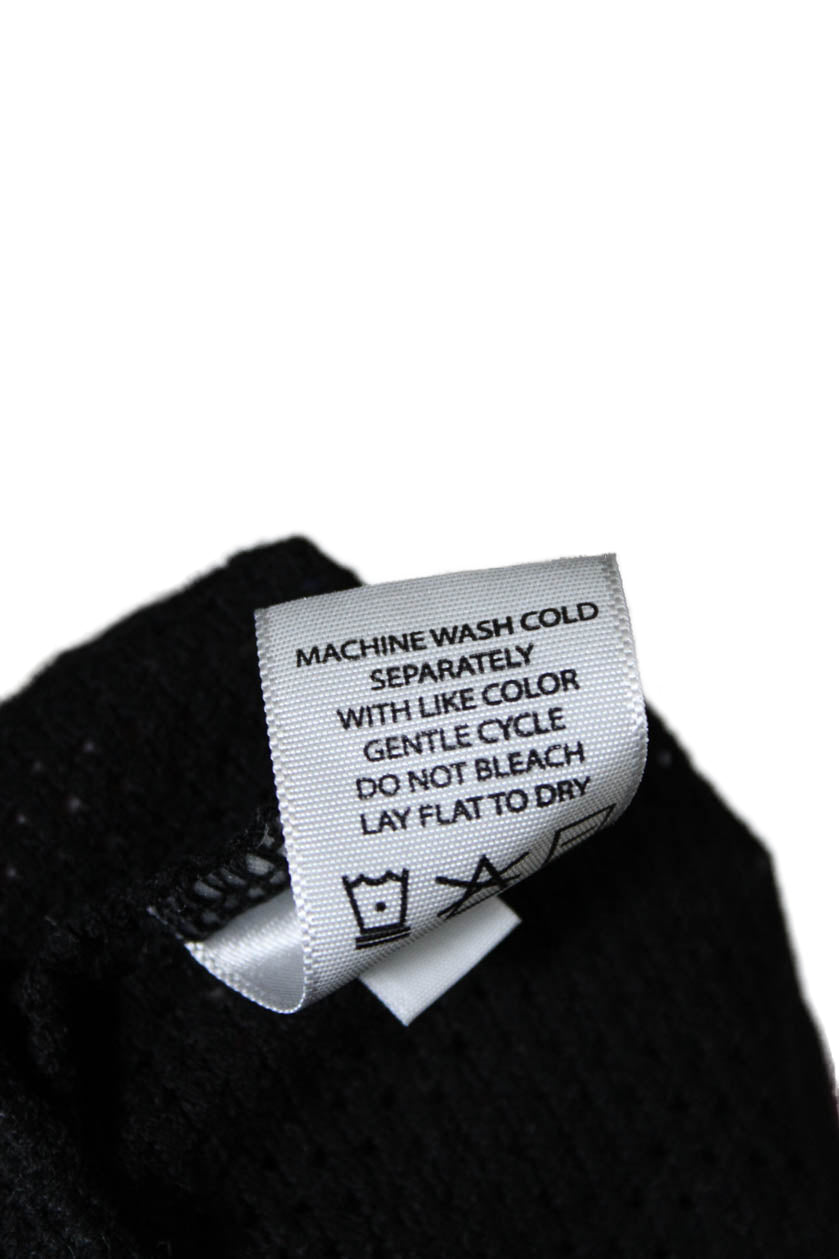 MACHINE WASH COLD
SEPARATELY
WITH LIKE COLOR
GENTLE CYCLE
DO NOT BLEACH
LAY FLAT TO DRY